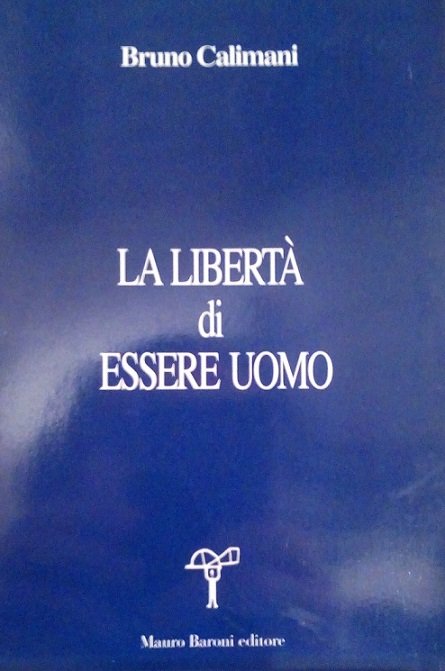 Bruno Calimani
LA LIBERTÀ
di
ESSERE UOMO
Mauro Baroni editore